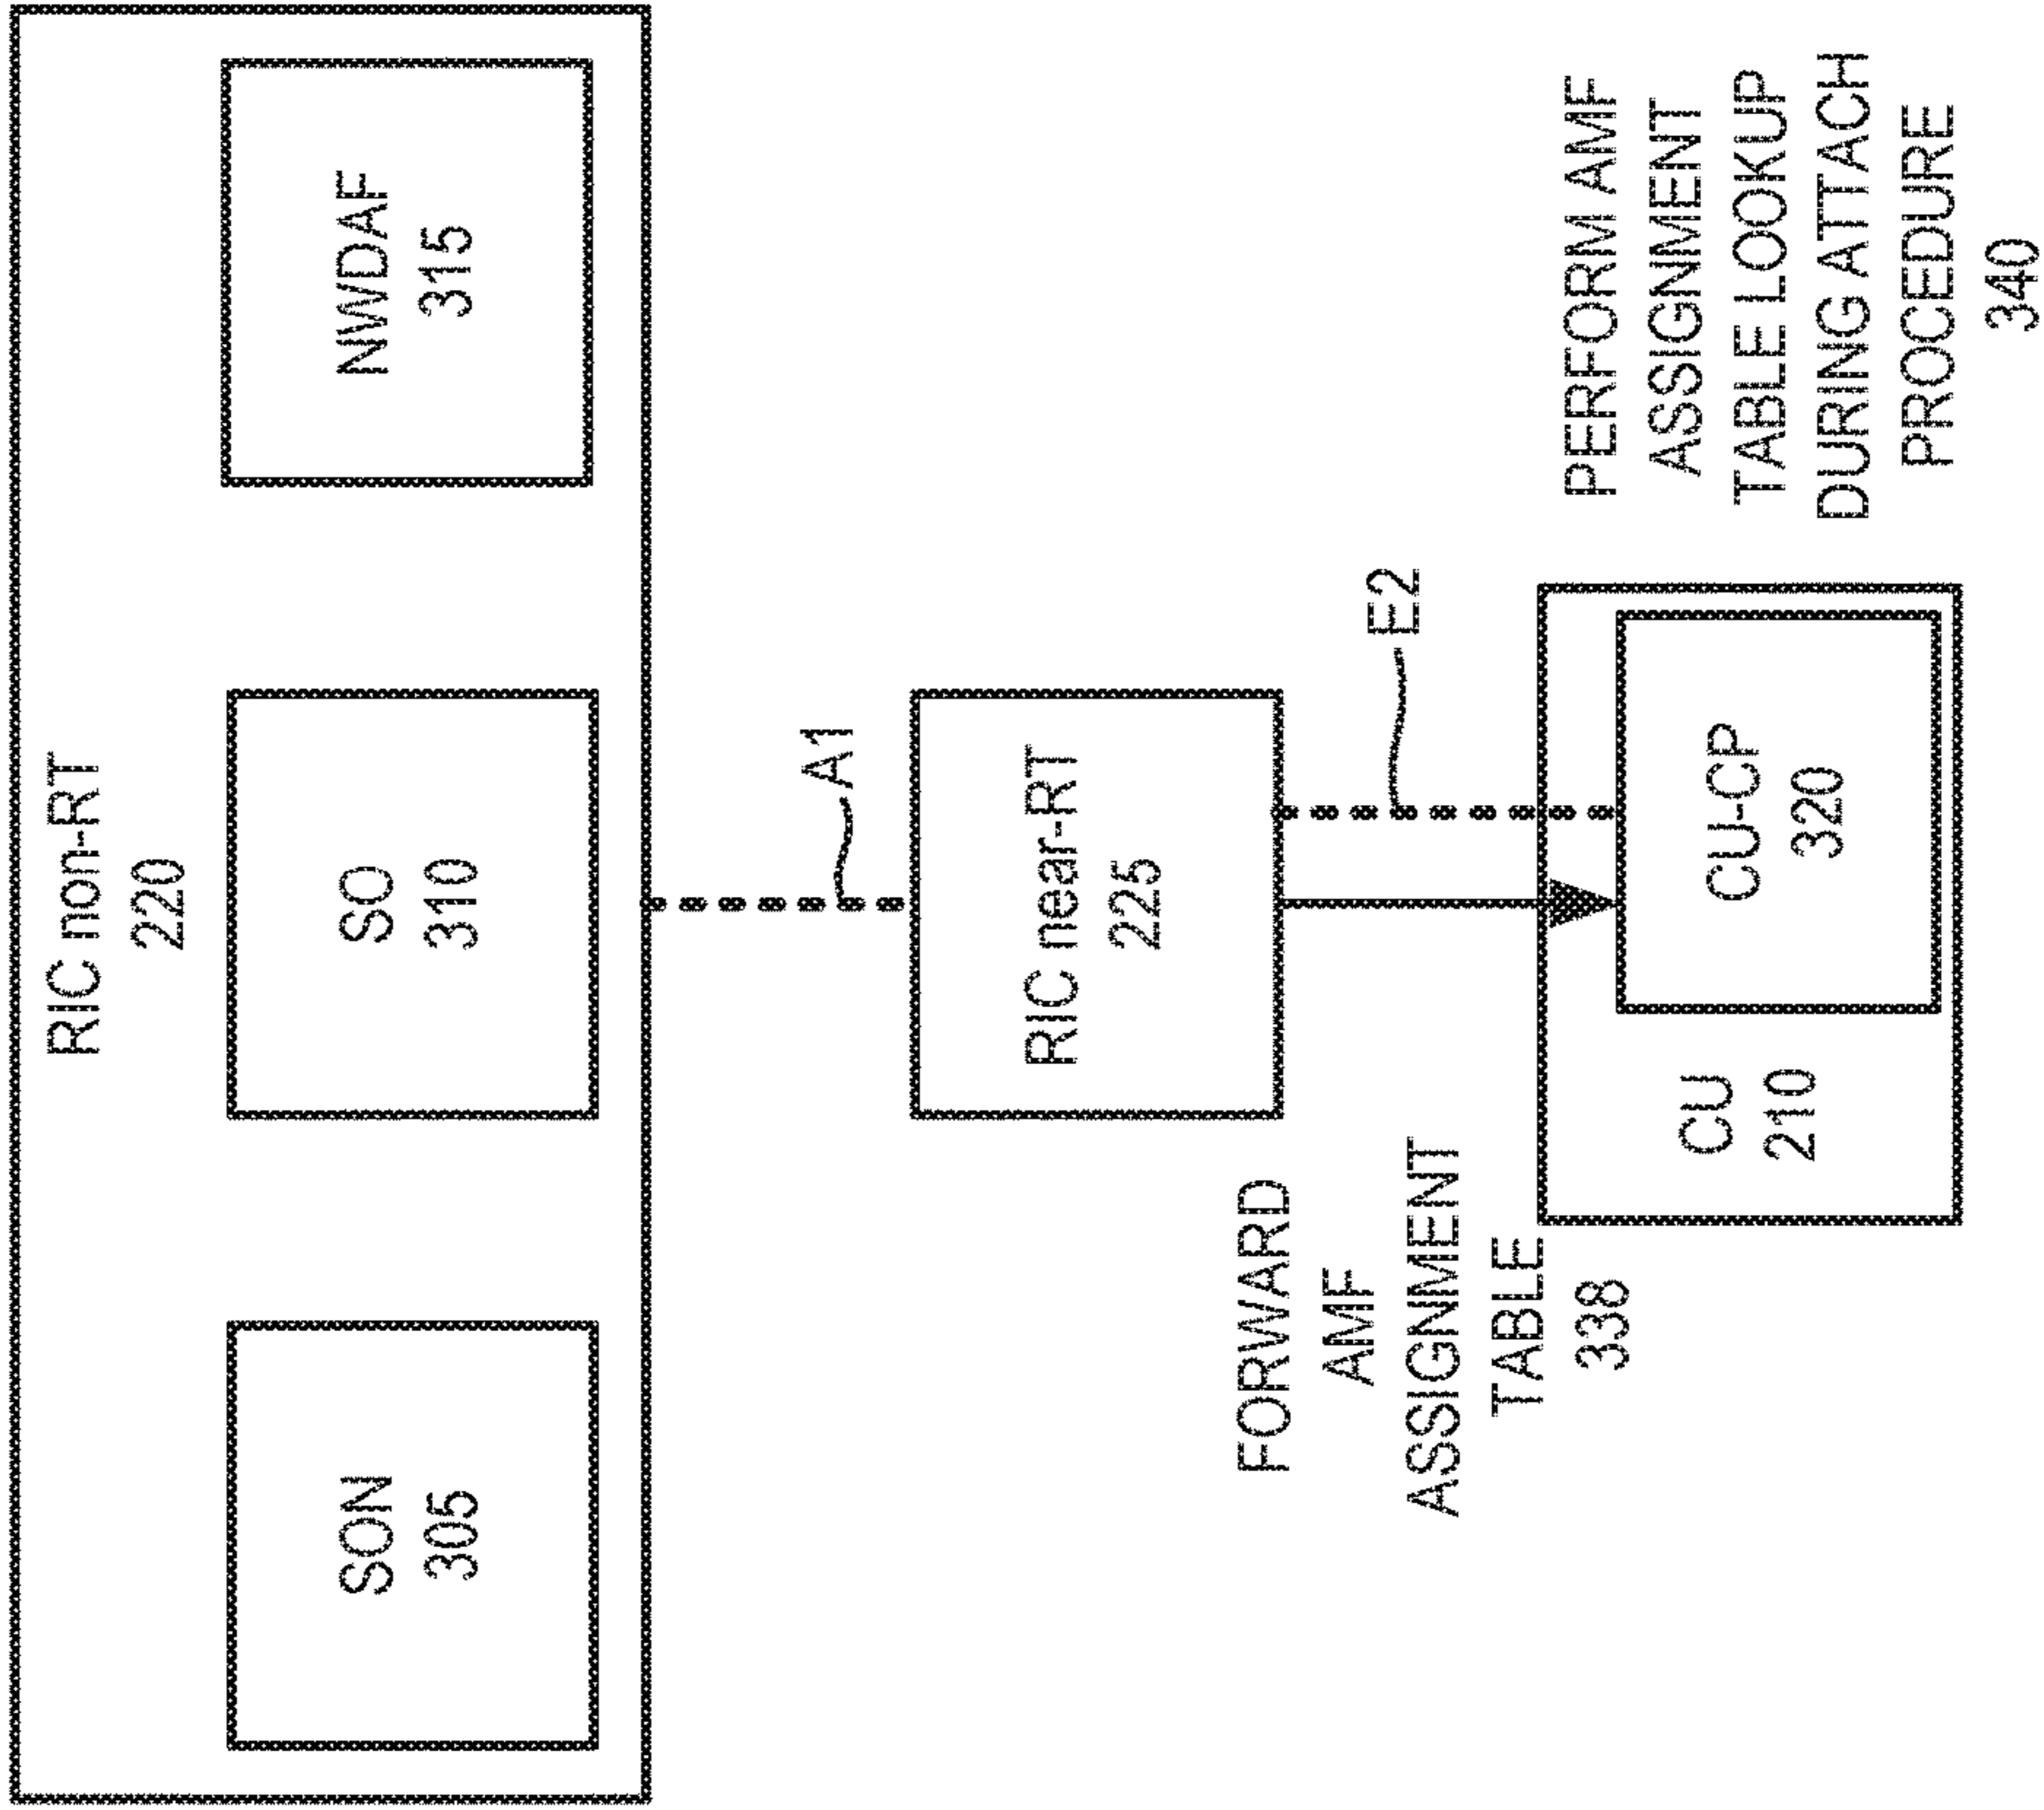 RIC non-RT
220
SON
305
SO
310
NWDAF
315
A1
RIC near-RT
225
E2
FORWARD
AMF
ASSIGNMENT
TABLE
338
CU
210
CU-CP
320
PERFORM AMF
ASSIGNMENT
TABLE LOOKUP
DURING ATTACH
PROCEDURE
340